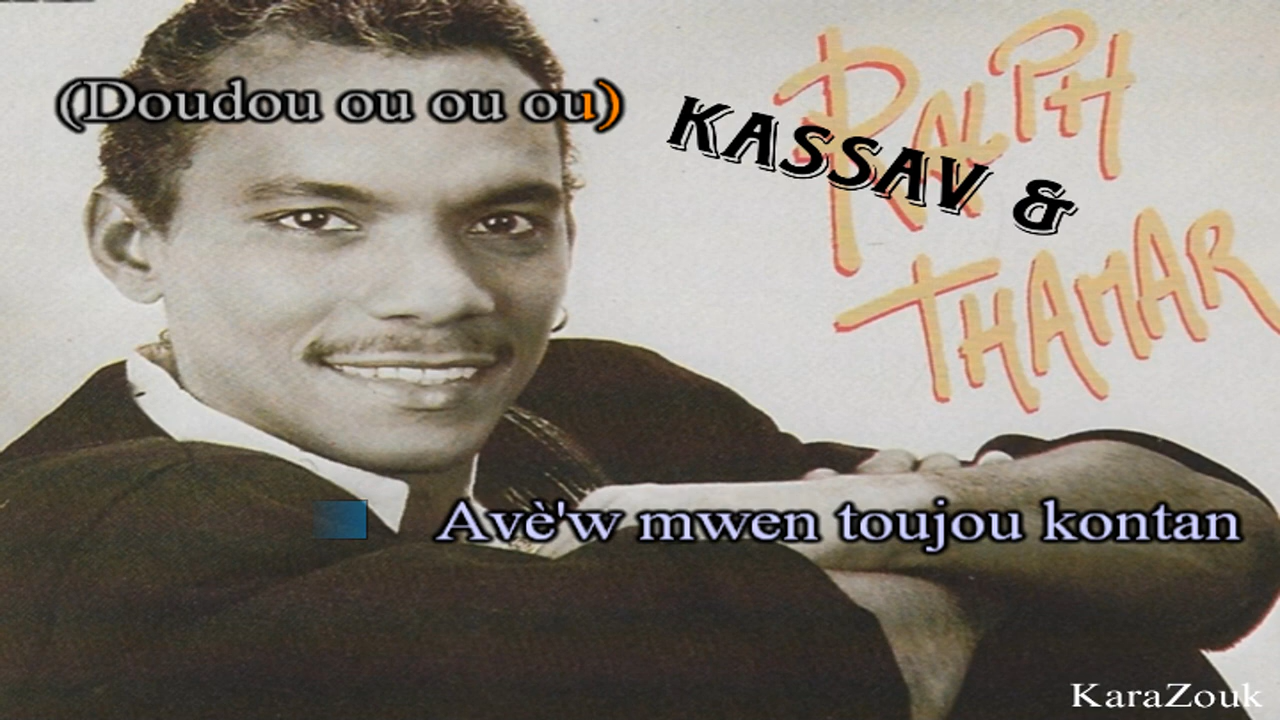 (Doudou ou ou ou)
KASSAV &
RALPH
THAMAR
Avè'w mwen toujou kontan
KaraZouk